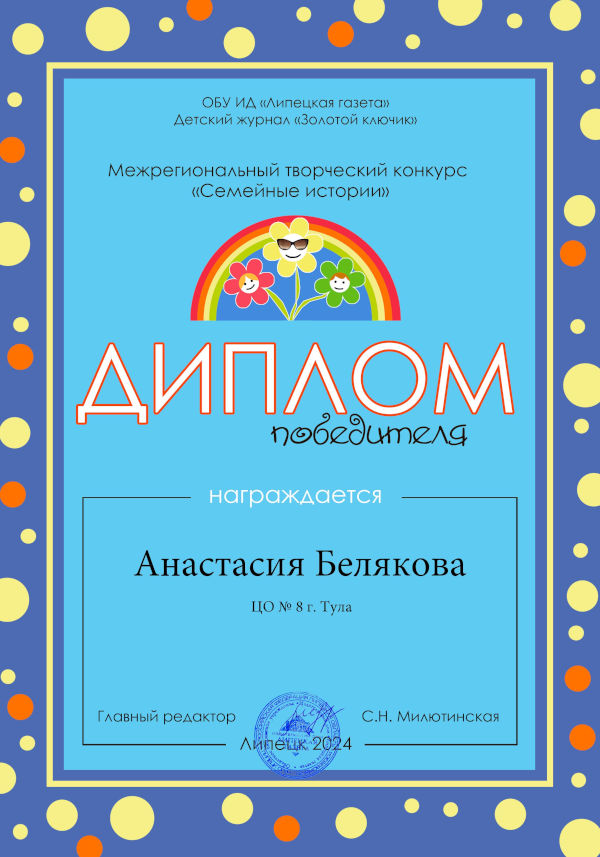 ОБУ ИД «Липецкая газета»
Детский журнал «Золотой ключик»
Межрегиональный творческий конкурс
«Семейные истории»
ДИПЛОМ
победителя
награждается
Анастасия Белякова
ЦО № 8 г. Тула
Главный редактор С.Н. Милютинская
Липецк 2024